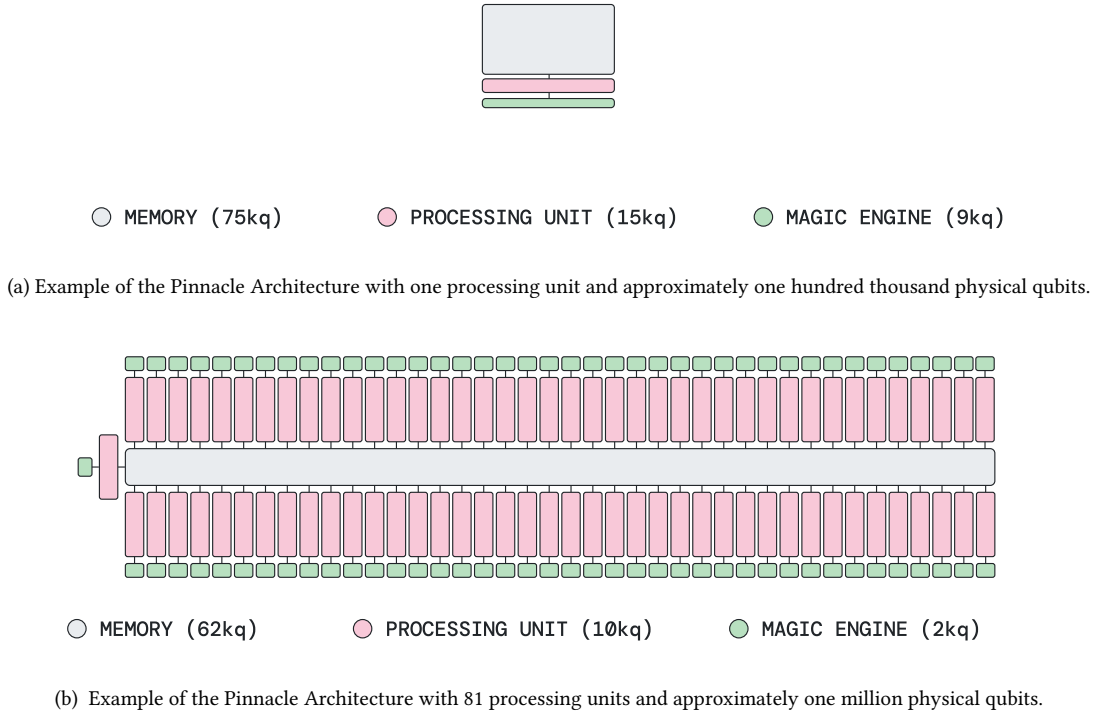 MEMORY (75kq) PROCESSING UNIT (15kq) MAGIC ENGINE (9kq)
(a) Example of the Pinnacle Architecture with one processing unit and approximately one hundred thousand physical qubits.
MEMORY (62kq) PROCESSING UNIT (10kq) MAGIC ENGINE (2kq)
(b) Example of the Pinnacle Architecture with 81 processing units and approximately one million physical qubits.